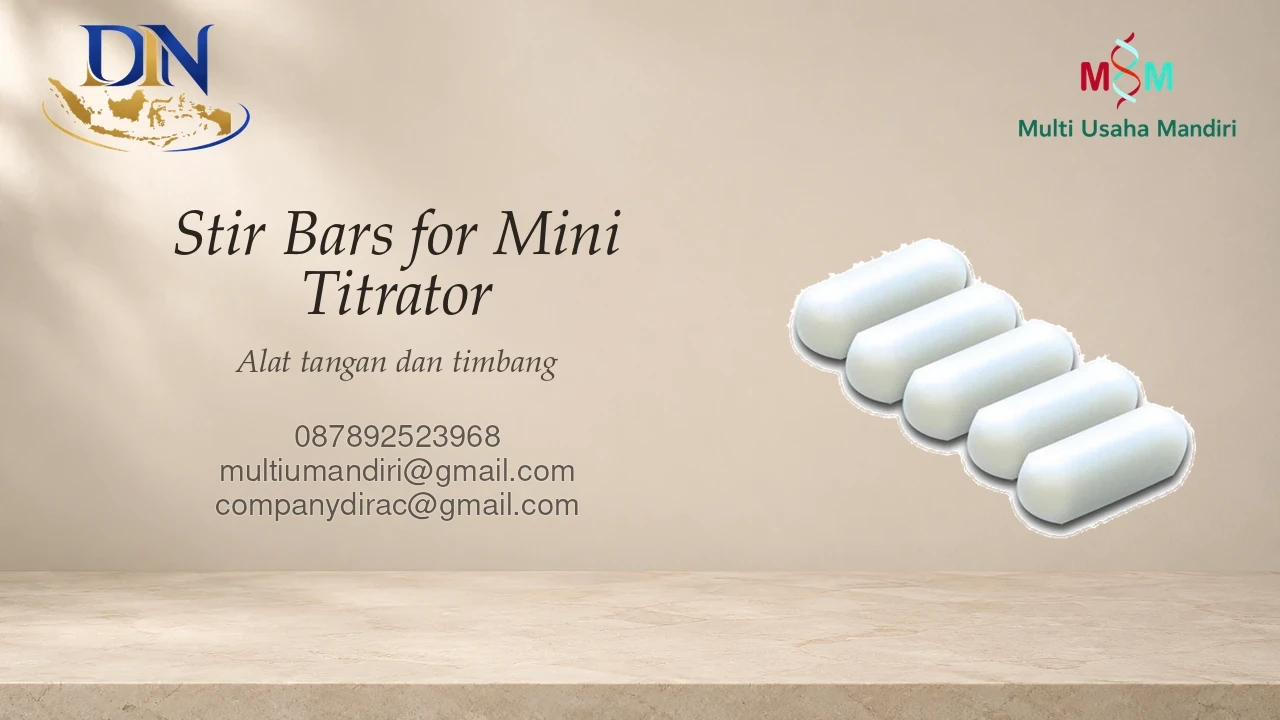 DIN
M M
Multi Usaha Mandiri
Stir Bars for Mini
Titrator
Alat tangan dan timbang
087892523968
multiumandiri@gmail.com
companydirac@gmail.com